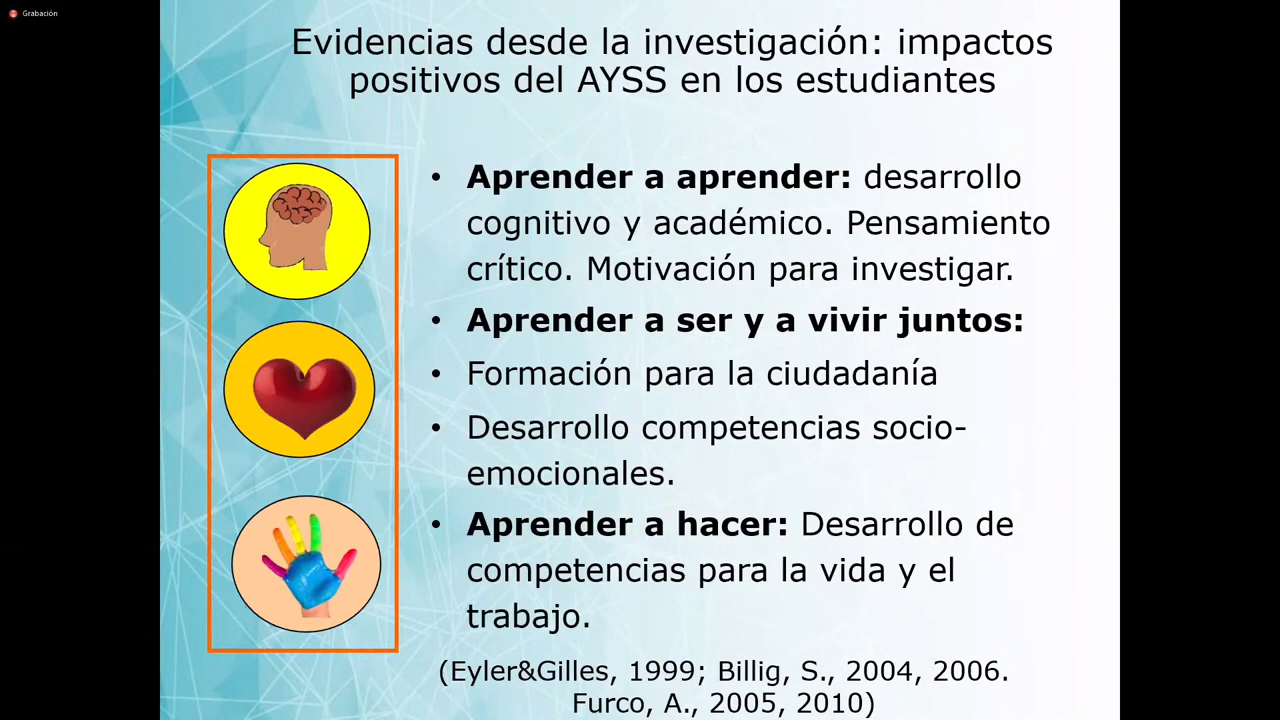 Grabación
Evidencias desde la investigación: impactos
positivos del AYSS en los estudiantes
• Aprender a aprender: desarrollo
cognitivo y académico. Pensamiento
crítico. Motivación para investigar.
• Aprender a ser y a vivir juntos:
• Formación para la ciudadanía
• Desarrollo competencias socio-
emocionales.
• Aprender a hacer: Desarrollo de
competencias para la vida y el
trabajo.
(Eyler&Gilles, 1999; Billig, S., 2004, 2006.
Furco, A., 2005, 2010)